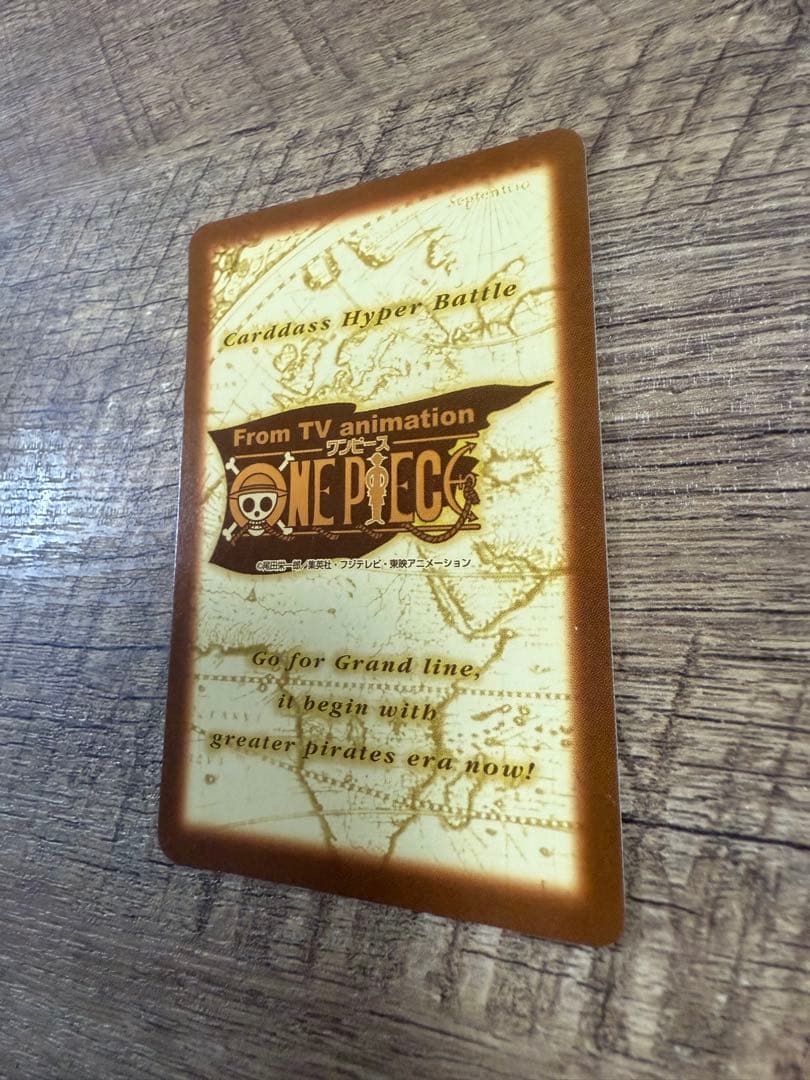 Septentrio
Carddass Hyper Battle
From TV animation
ワンピース
ONE PIECE
©尾田栄一郎/集英社・フジテレビ・東映アニメーション
Go for Grand line,
it begin with
greater pirates era now!